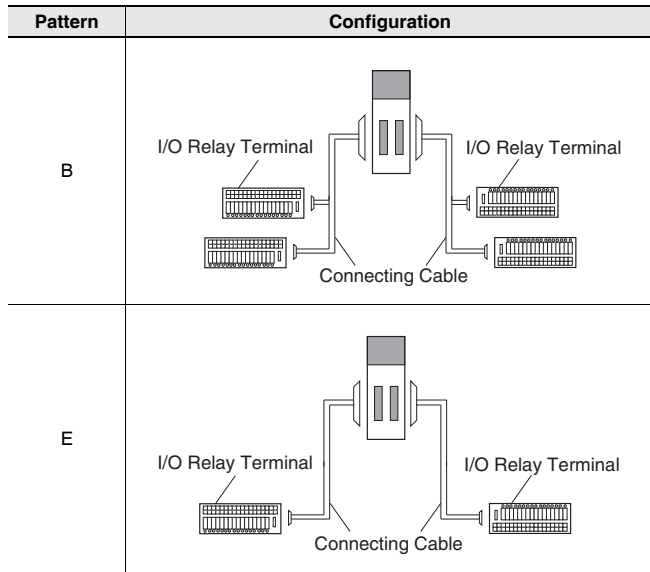 Pattern Configuration
B
I/O Relay Terminal I/O Relay Terminal
Connecting Cable
E
I/O Relay Terminal I/O Relay Terminal
Connecting Cable